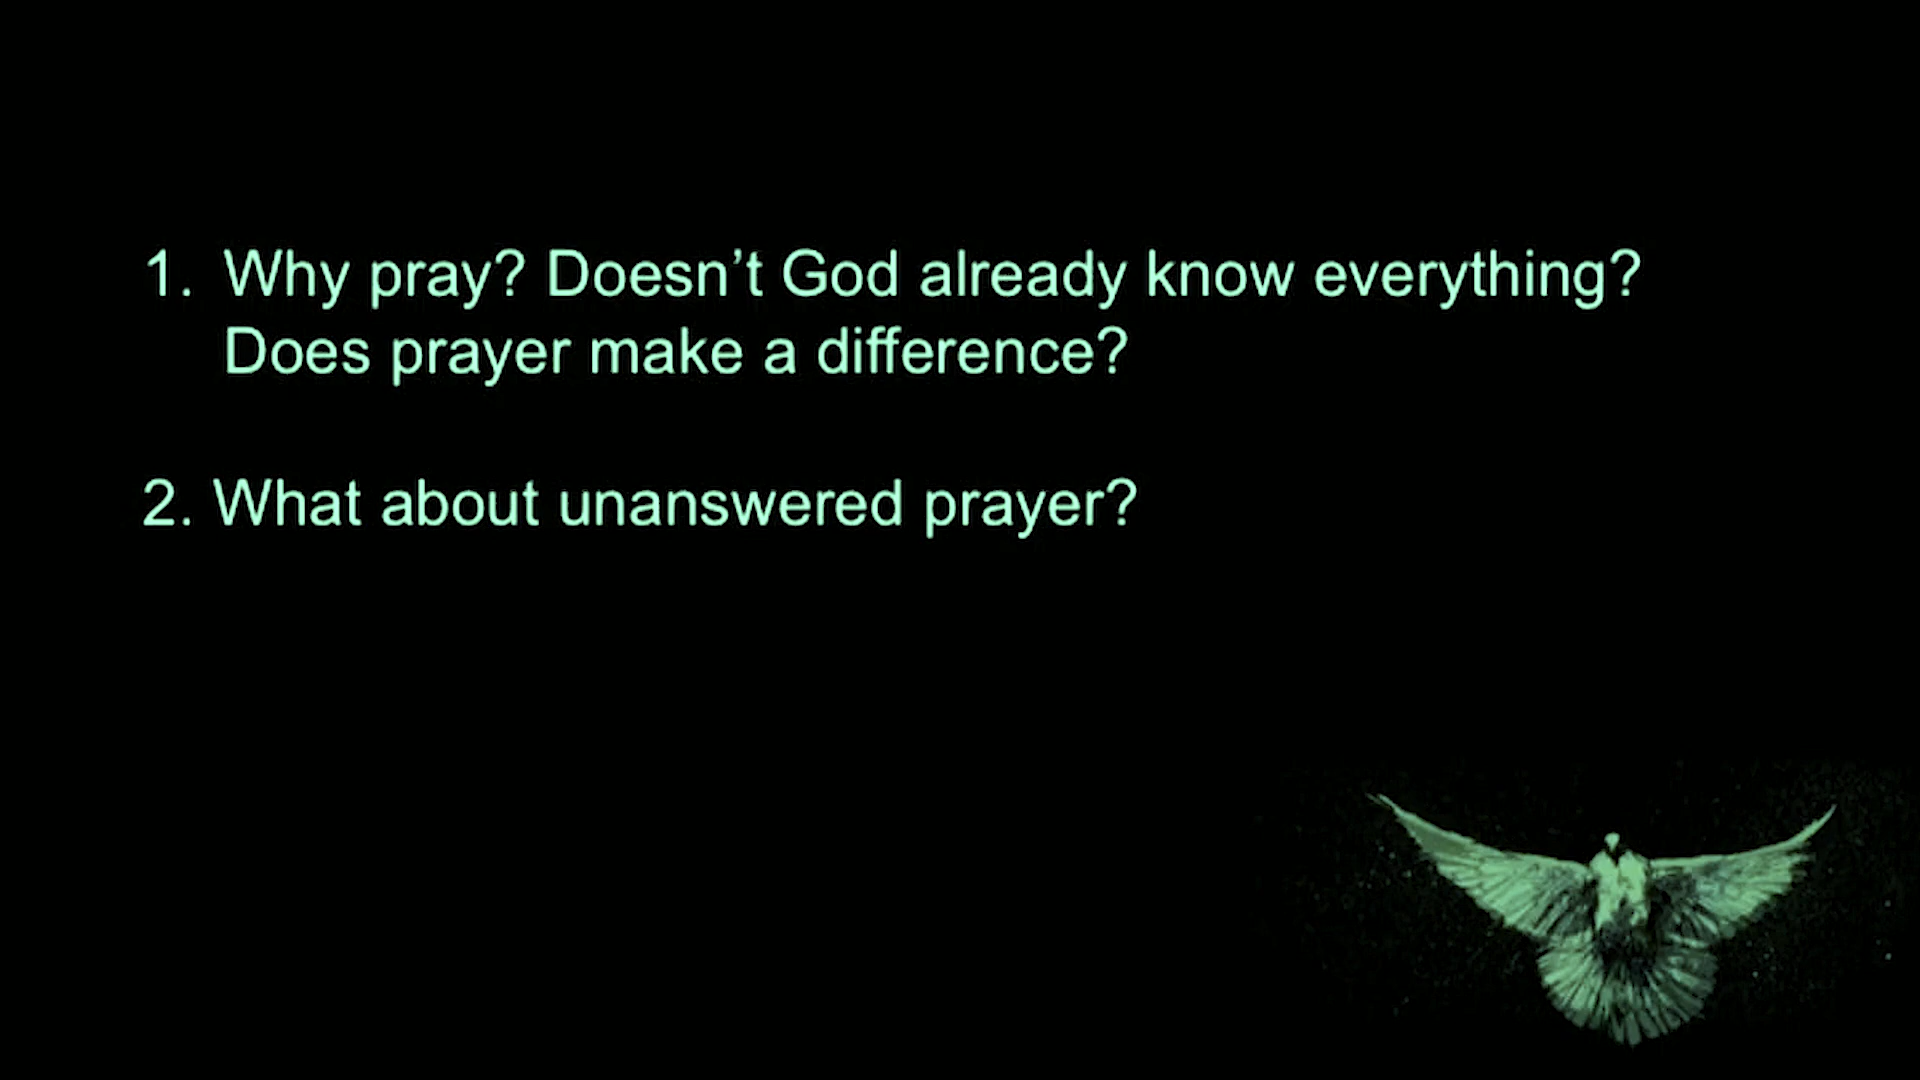 1. Why pray? Doesn’t God already know everything?
Does prayer make a difference?
2. What about unanswered prayer?